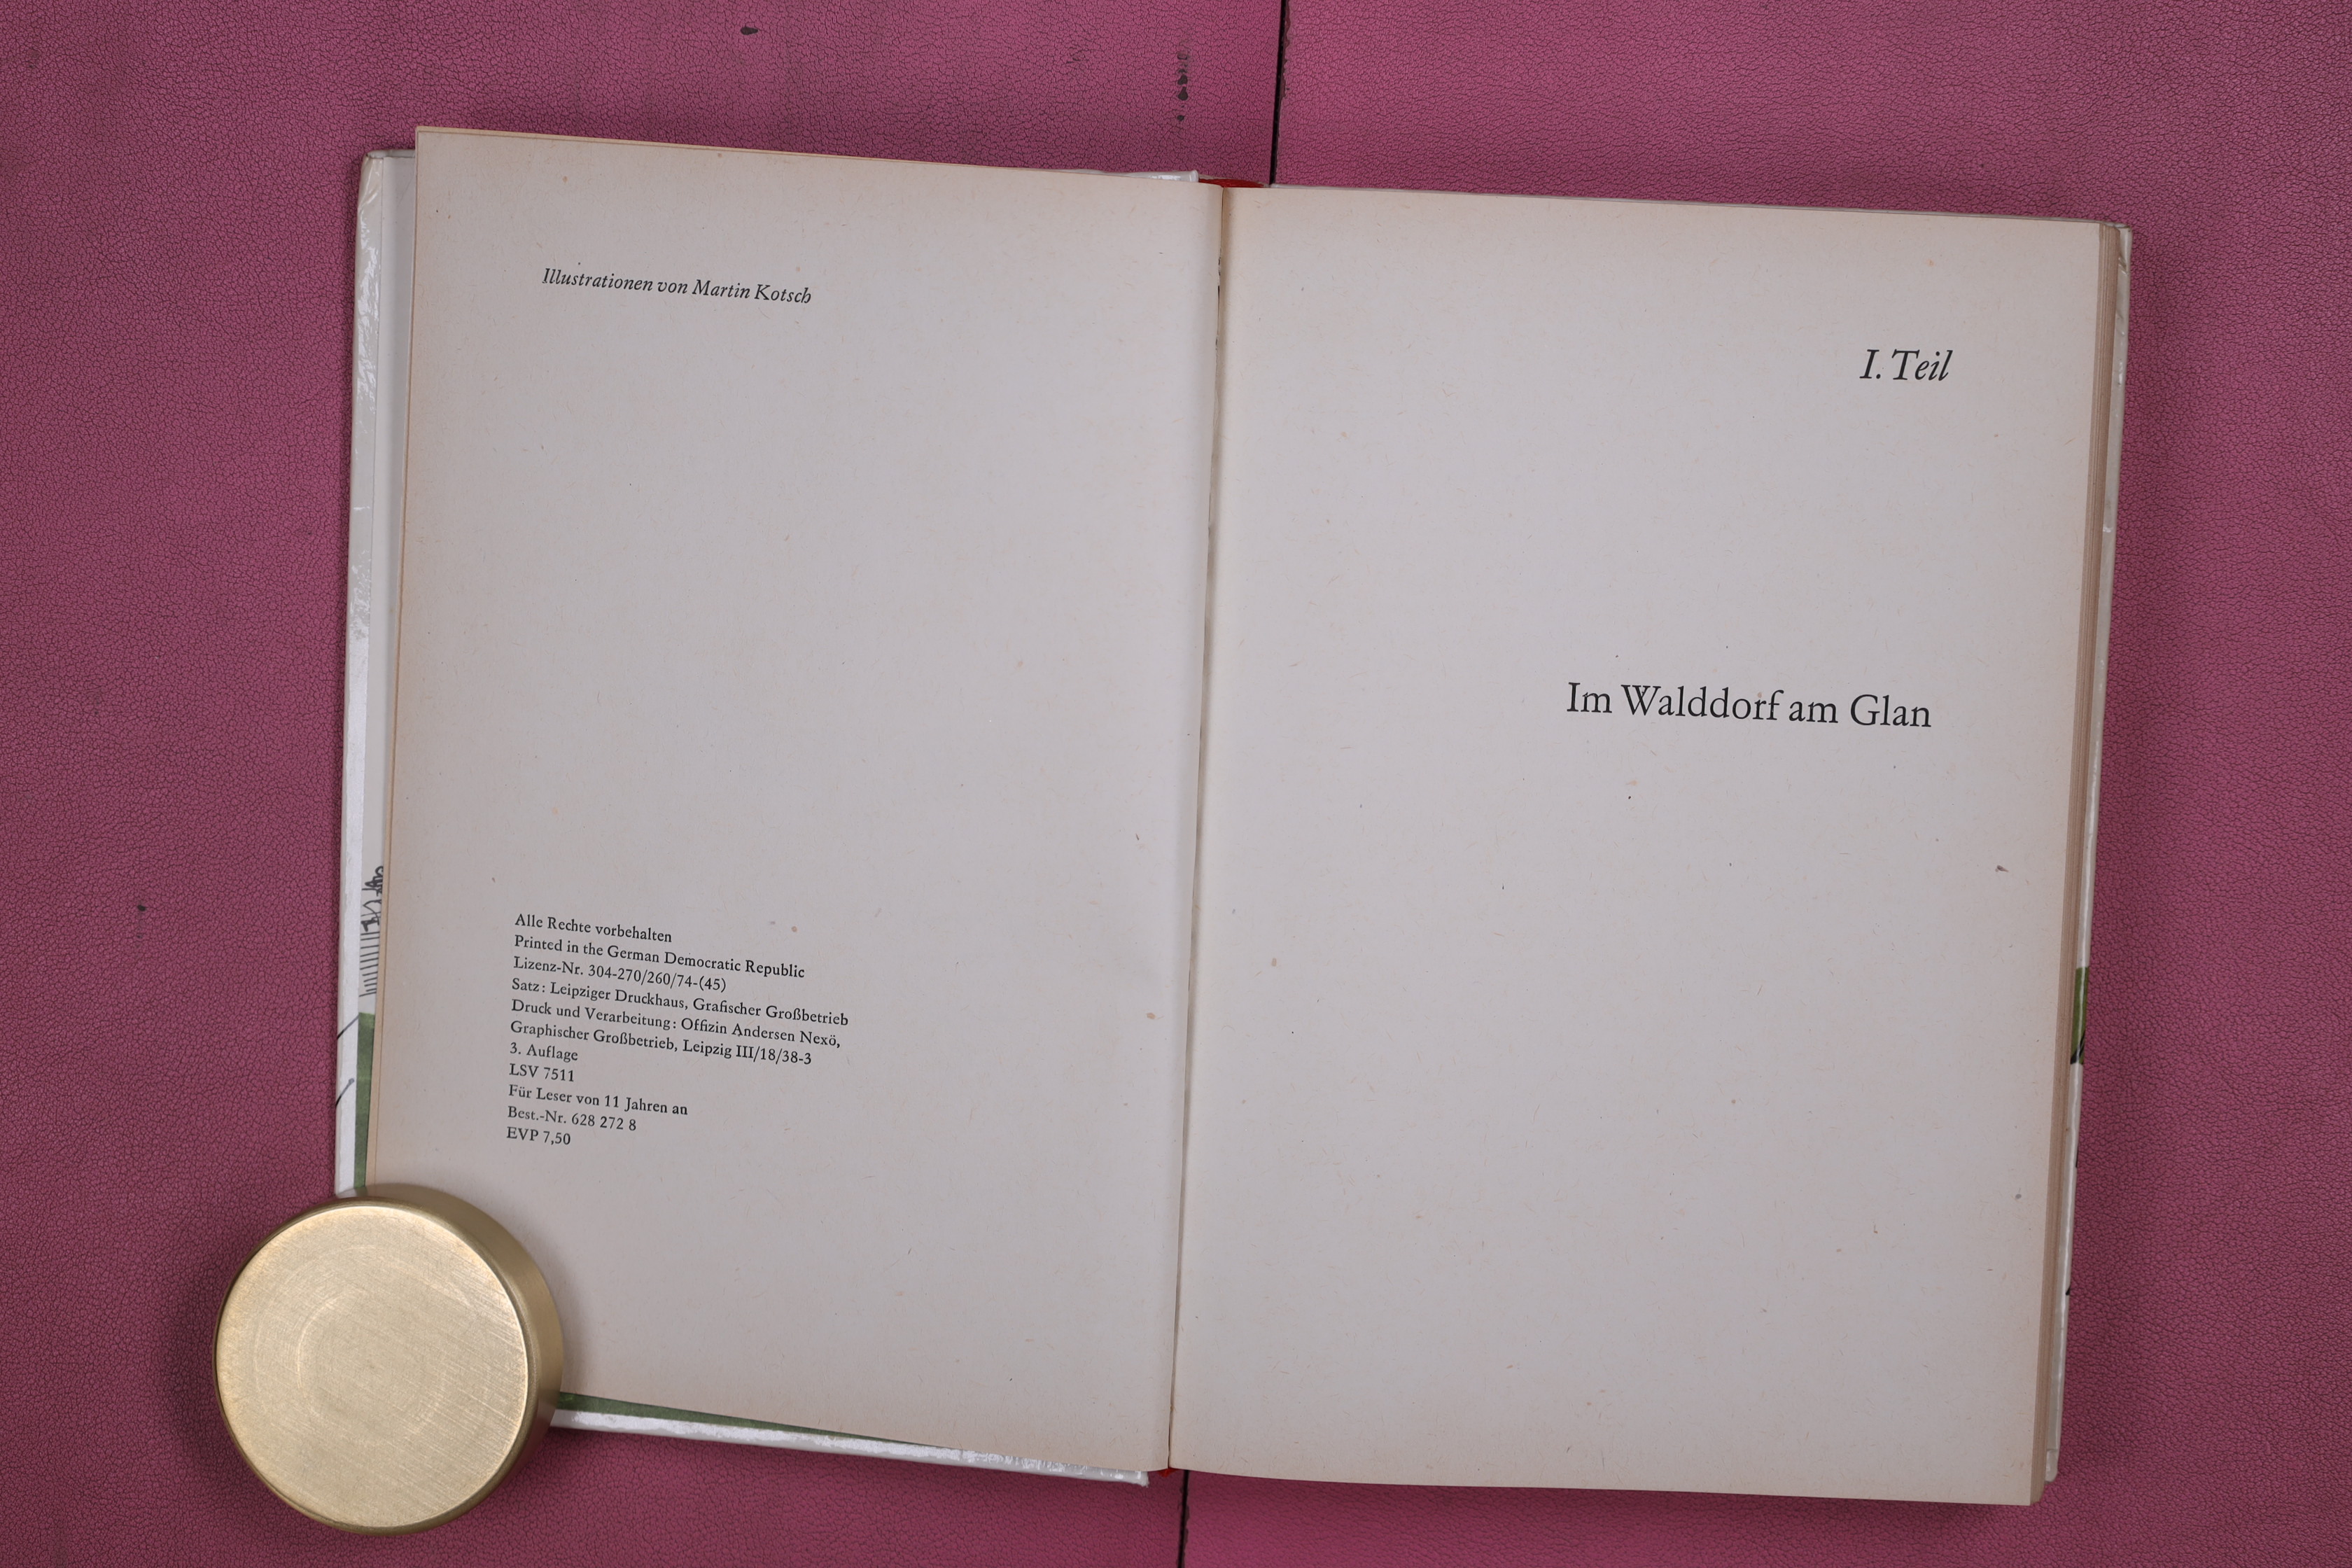 Illustrationen von Martin Kotsch
Alle Rechte vorbehalten
Printed in the German Democratic Republic
Lizenz-Nr. 304-270/260/74-(45)
Satz: Leipziger Druckhaus, Grafischer Großbetrieb
Druck und Verarbeitung: Offizin Andersen Nexö,
Graphischer Großbetrieb, Leipzig III/18/38-3
3. Auflage
LSV 7511
Für Leser von 11 Jahren an
Best.-Nr. 628 272 8
EVP 7,50
I. Teil
Im Walddorf am Glan